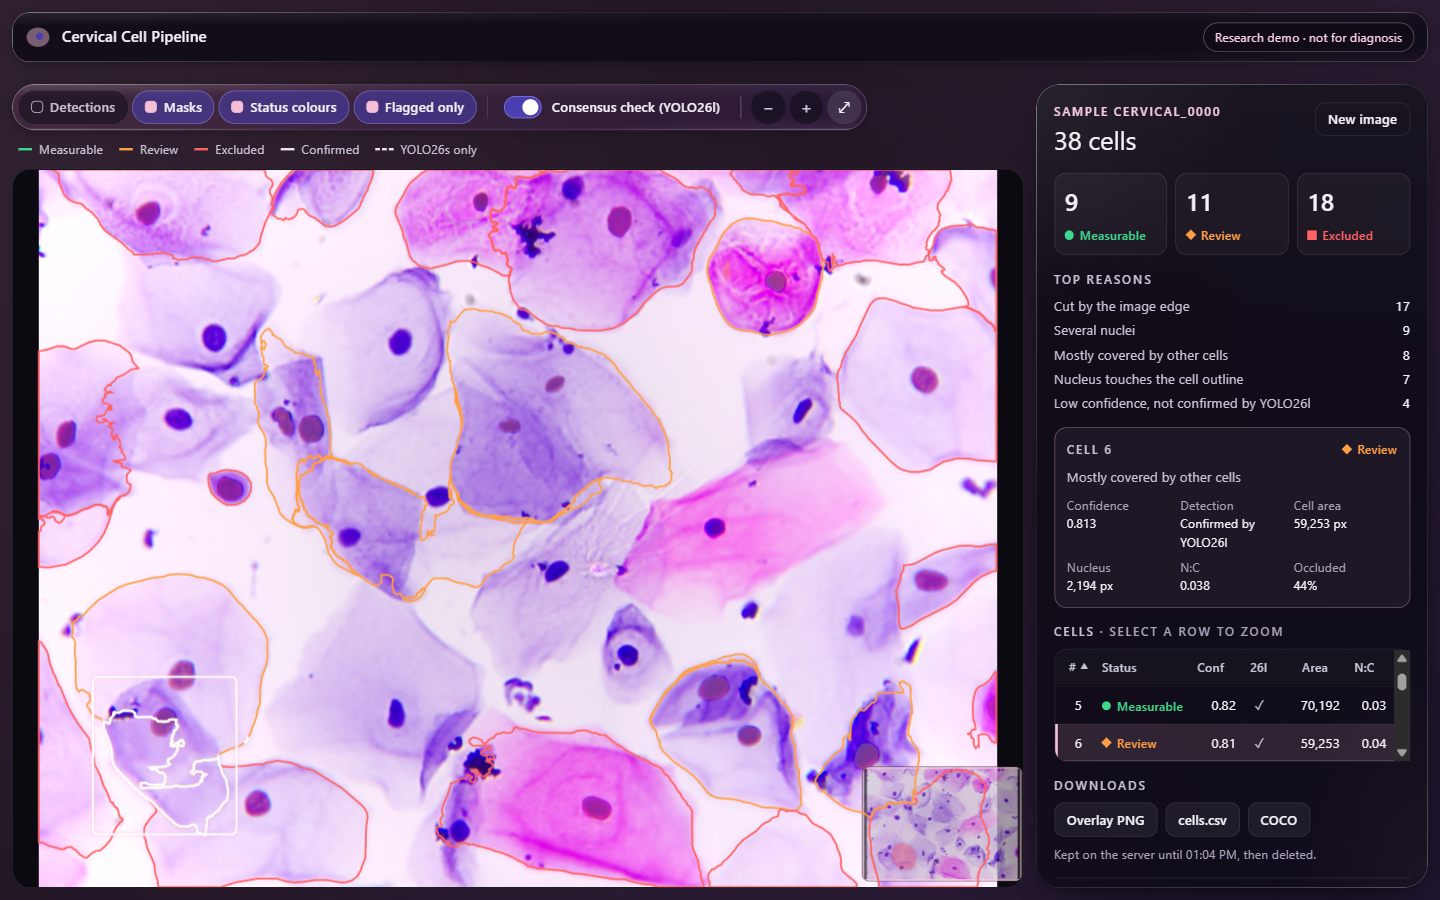 Cervical Cell Pipeline
Research demo · not for diagnosis
Detections
Masks
Status colours
Flagged only
Consensus check (YOLO26l)
Measurable
Review
Excluded
Confirmed
YOLO26s only
SAMPLE CERVICAL_0000
38 cells
New image
9
Measurable
11
Review
18
Excluded
TOP REASONS
Cut by the image edge 17
Several nuclei 9
Mostly covered by other cells 8
Nucleus touches the cell outline 7
Low confidence, not confirmed by YOLO26l 4
CELL 6
Review
Mostly covered by other cells
Confidence
0.813
Detection
Confirmed by
YOLO26l
Cell area
59,253 px
Nucleus
2,194 px
N:C
0.038
Occluded
44%
CELLS · SELECT A ROW TO ZOOM
# Status Conf 26l Area N:C
5 Measurable 0.82 ✓ 70,192 0.03
6 Review 0.81 ✓ 59,253 0.04
DOWNLOADS
Overlay PNG
cells.csv
COCO
Kept on the server until 01:04 PM, then deleted.